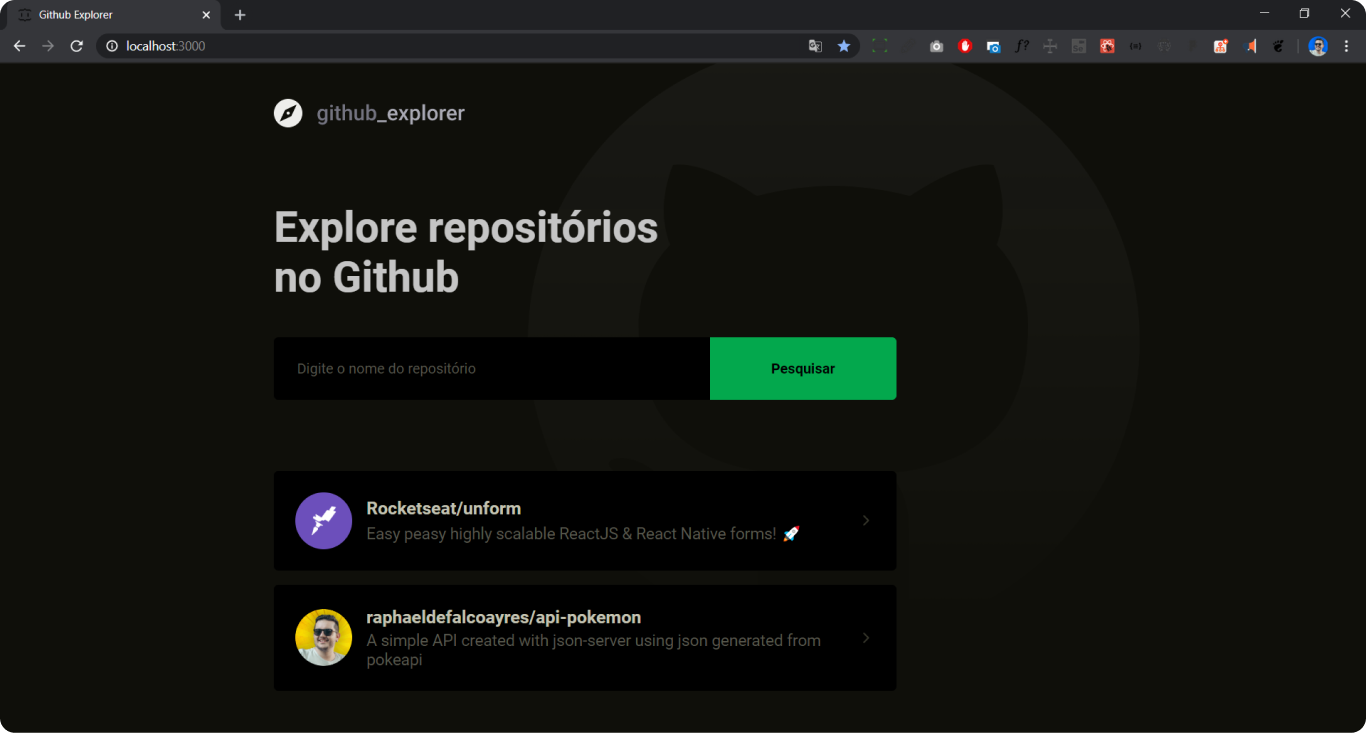 Github Explorer
localhost:3000
f?
github_explorer
Explore repositórios
no Github
Digite o nome do repositório
Pesquisar
Rocketseat/unform
Easy peasy highly scalable ReactJS & React Native forms! 🚀
raphaeldefalcoayres/api-pokemon
A simple API created with json-server using json generated from
pokeapi